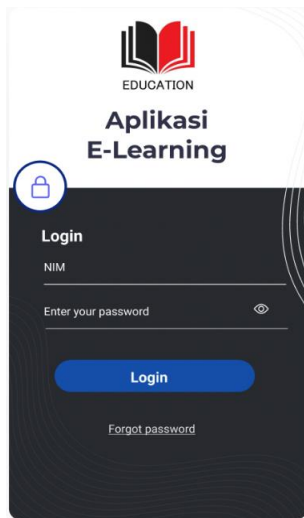 EDUCATION
Aplikasi
E-Learning
Login
NIM
Enter your password
Login
Forgot password